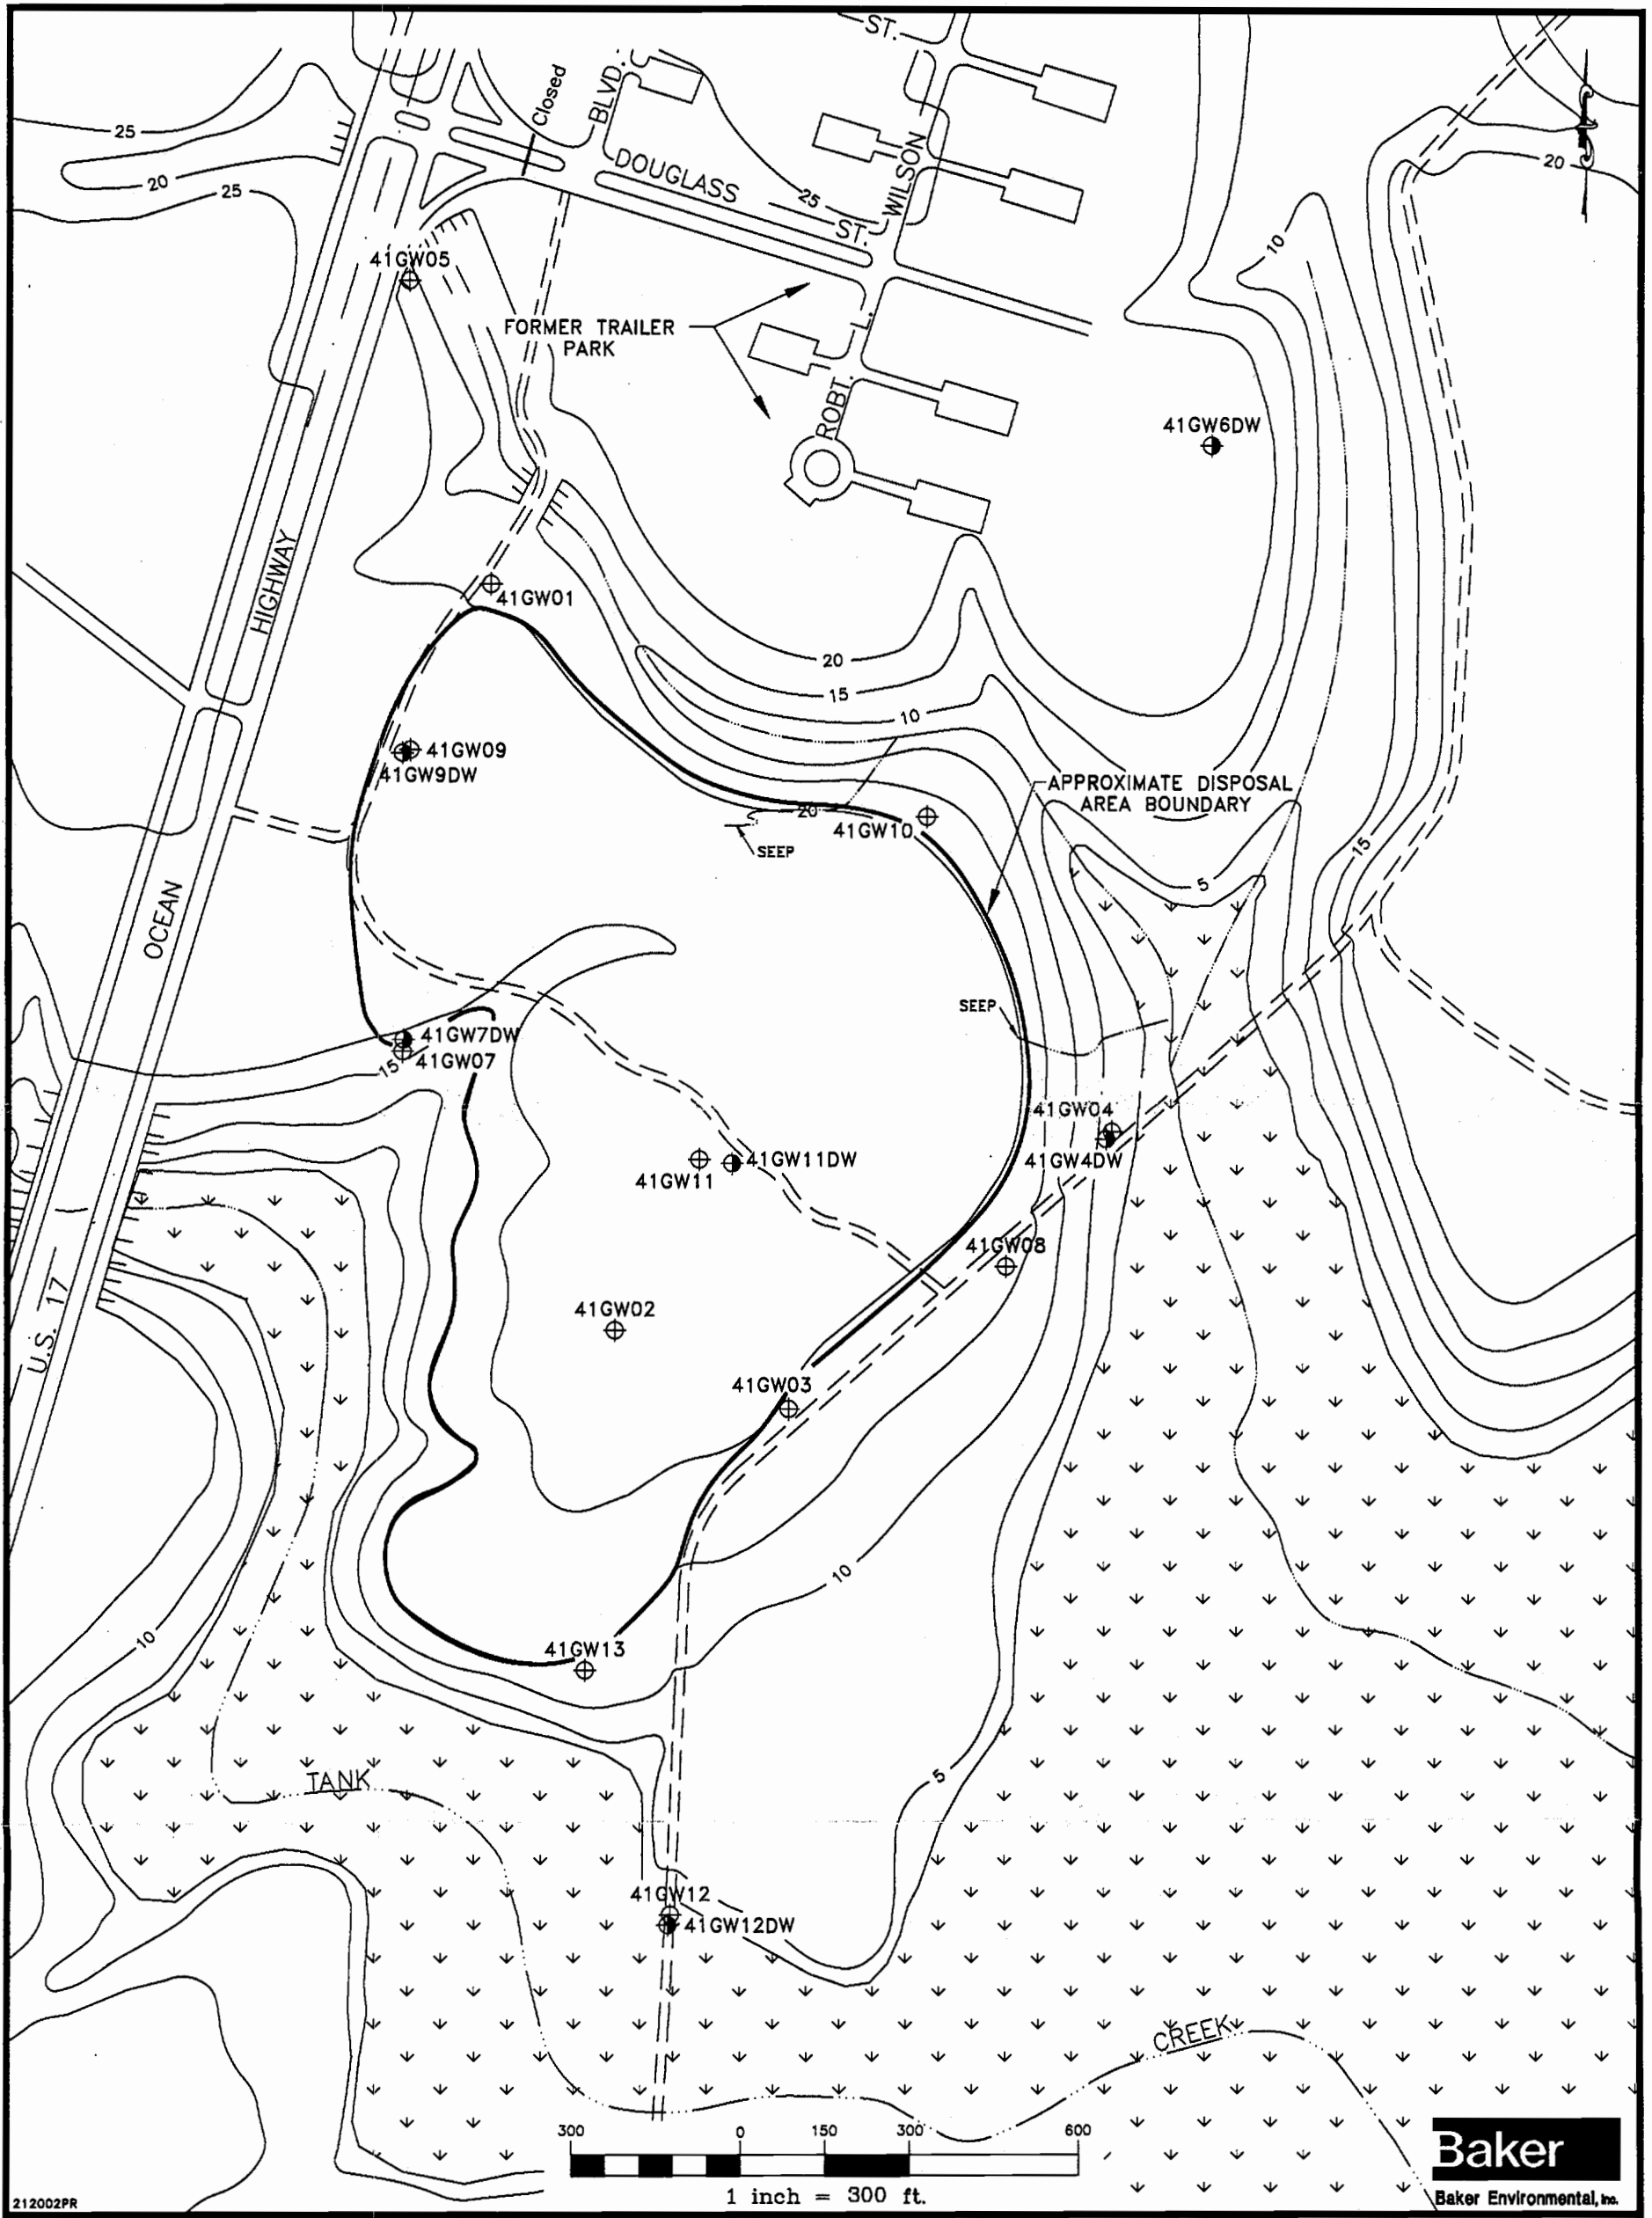 ST.
Closed
BLVD.
25
DOUGLASS
ST.
WILSON
25
20
20
25
10
41GW05
FORMER TRAILER
PARK
L.
ROBT.
41GW6DW
HIGHWAY
41GW01
20
15
10
41GW09
41GW9DW
APPROXIMATE DISPOSAL
AREA BOUNDARY
20
41GW10
SEEP
15
5
OCEAN
SEEP
41GW7DW
15
41GW07
41GW04
41GW4DW
41GW11DW
41GW11
41GW08
U.S. 17
41GW02
41GW03
10
10
41GW13
TANK
5
41GW12
41GW12DW
CREEK
300 0 150 300 600
1 inch = 300 ft.
Baker
Baker Environmental, Inc.
212002PR